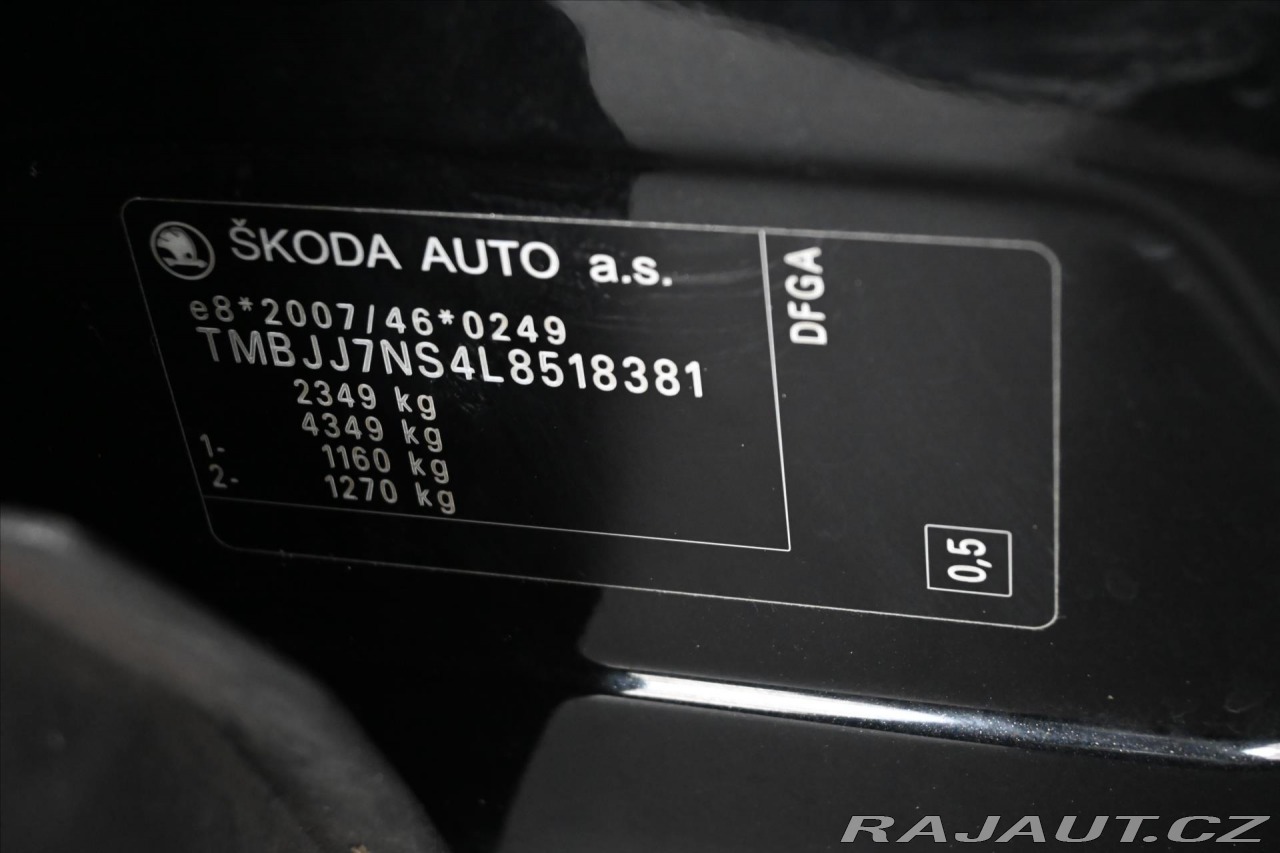 ŠKODA AUTO a.s.
e8*2007/46*0249
TMBJJ7NS4L8518381
2349 kg
4349 kg
1- 1160 kg
2- 1270 kg
DFGA
0,5
RAJAUT.CZ